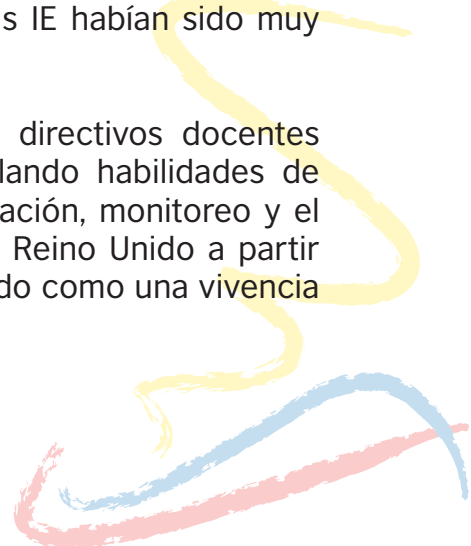 s IE habían sido muy
directivos docentes
lando habilidades de
ación, monitoreo y el
Reino Unido a partir
do como una vivencia